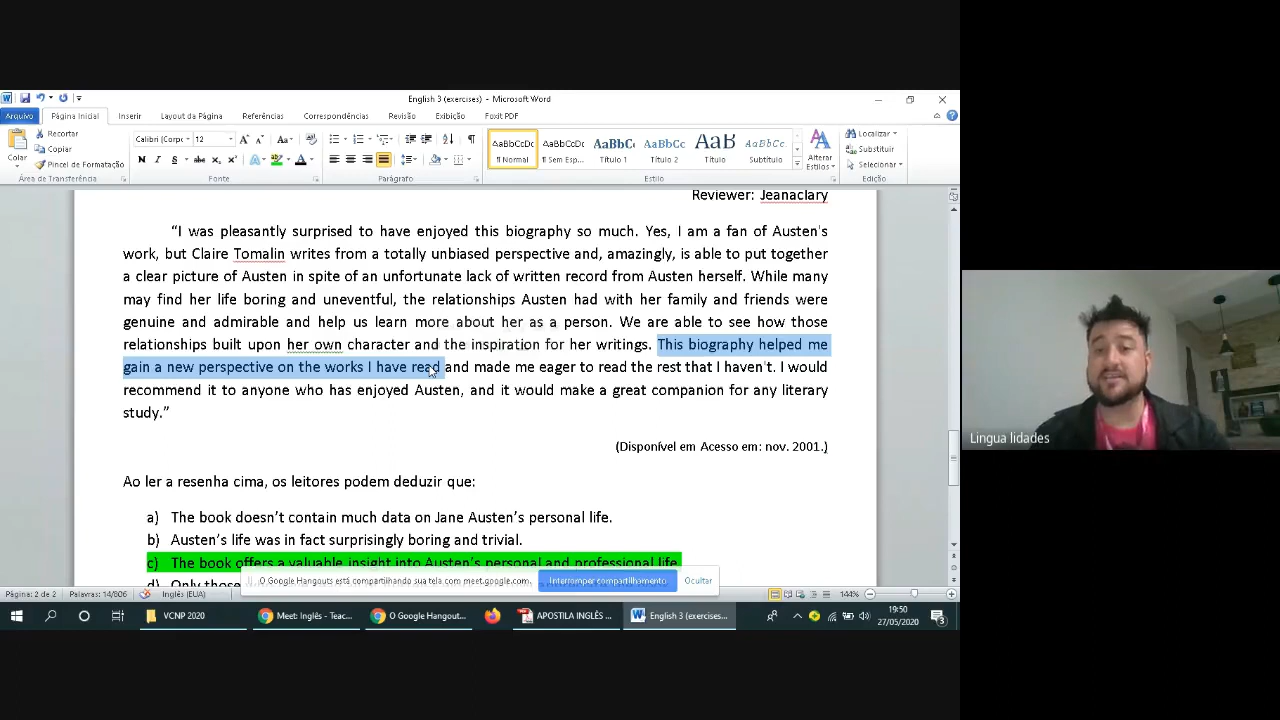 English 3 (exercises) - Microsoft Word
Arquivo Página Inicial Inserir Layout da Página Referências Correspondências Revisão Exibição Foxit PDF
Colar
Recortar
Copiar
Pincel de Formatação
Área de Transferência
Calibri (Corpo 12
Fonte
Parágrafo
AaBbCcDc AaBbCcDc AaBbC AaBbCc AaB AaBbCc.
¶ Normal ¶ Sem Esp... Título 1 Título 2 Título Subtítulo
Alterar
Estilos
Estilo
Localizar
Substituir
Selecionar
Edição
Reviewer: Jeanaclary
“I was pleasantly surprised to have enjoyed this biography so much. Yes, I am a fan of Austen's
work, but Claire Tomalin writes from a totally unbiased perspective and, amazingly, is able to put together
a clear picture of Austen in spite of an unfortunate lack of written record from Austen herself. While many
may find her life boring and uneventful, the relationships Austen had with her family and friends were
genuine and admirable and help us learn more about her as a person. We are able to see how those
relationships built upon her own character and the inspiration for her writings. This biography helped me
gain a new perspective on the works I have read and made me eager to read the rest that I haven't. I would
recommend it to anyone who has enjoyed Austen, and it would make a great companion for any literary
study.”
(Disponível em Acesso em: nov. 2001.)
Ao ler a resenha cima, os leitores podem deduzir que:
a) The book doesn’t contain much data on Jane Austen’s personal life.
b) Austen’s life was in fact surprisingly boring and trivial.
c) The book offers a valuable insight into Austen’s personal and professional life.
d) Only those
O Google Hangouts está compartilhando sua tela com meet.google.com. Interromper compartilhamento Ocultar
Página: 2 de 2 Palavras: 14/806 Inglês (EUA) 144%
VCNP 2020 Meet: Inglês - Teac... O Google Hangout... APOSTILA INGLÊS ... English 3 (exercises...
19:50
27/05/2020
3
Lingua lidades